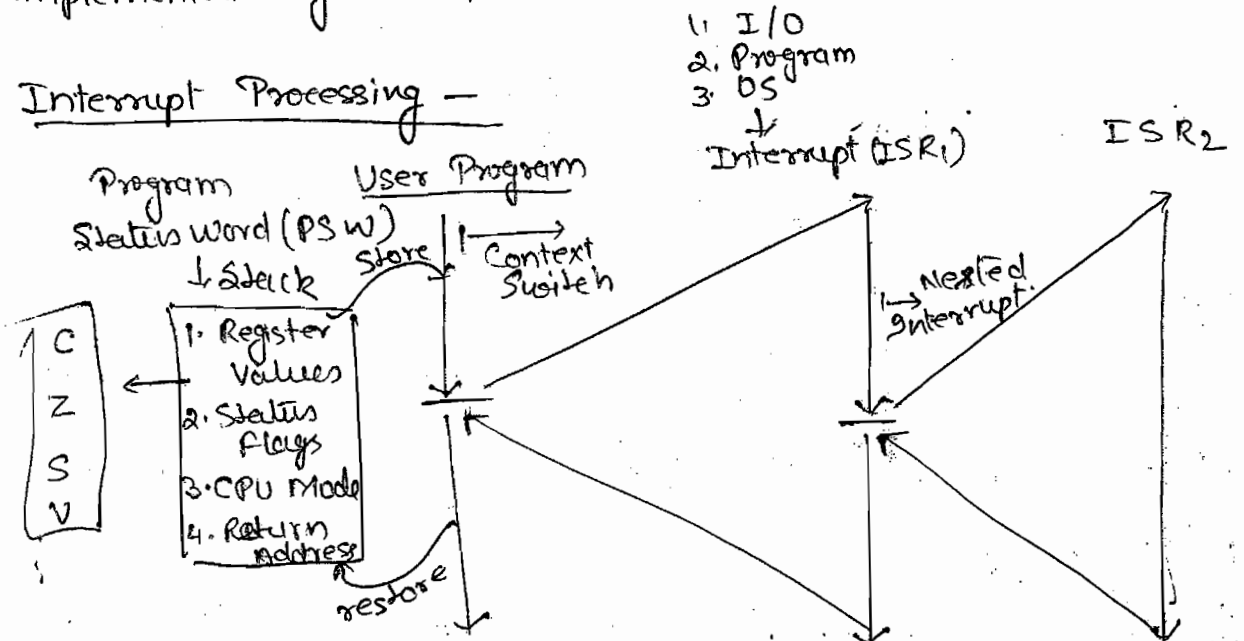 Interrupt Processing —
1. I/O
2. Program
3. OS
Interrupt (ISR1)
ISR2
Program
Status Word (PSW)
↓ Stack
User Program
store
Context
Switch
Nested
Interrupt
1. Register
Values
2. Status
Flags
3. CPU Mode
4. Return
Address
C
Z
S
V
restore